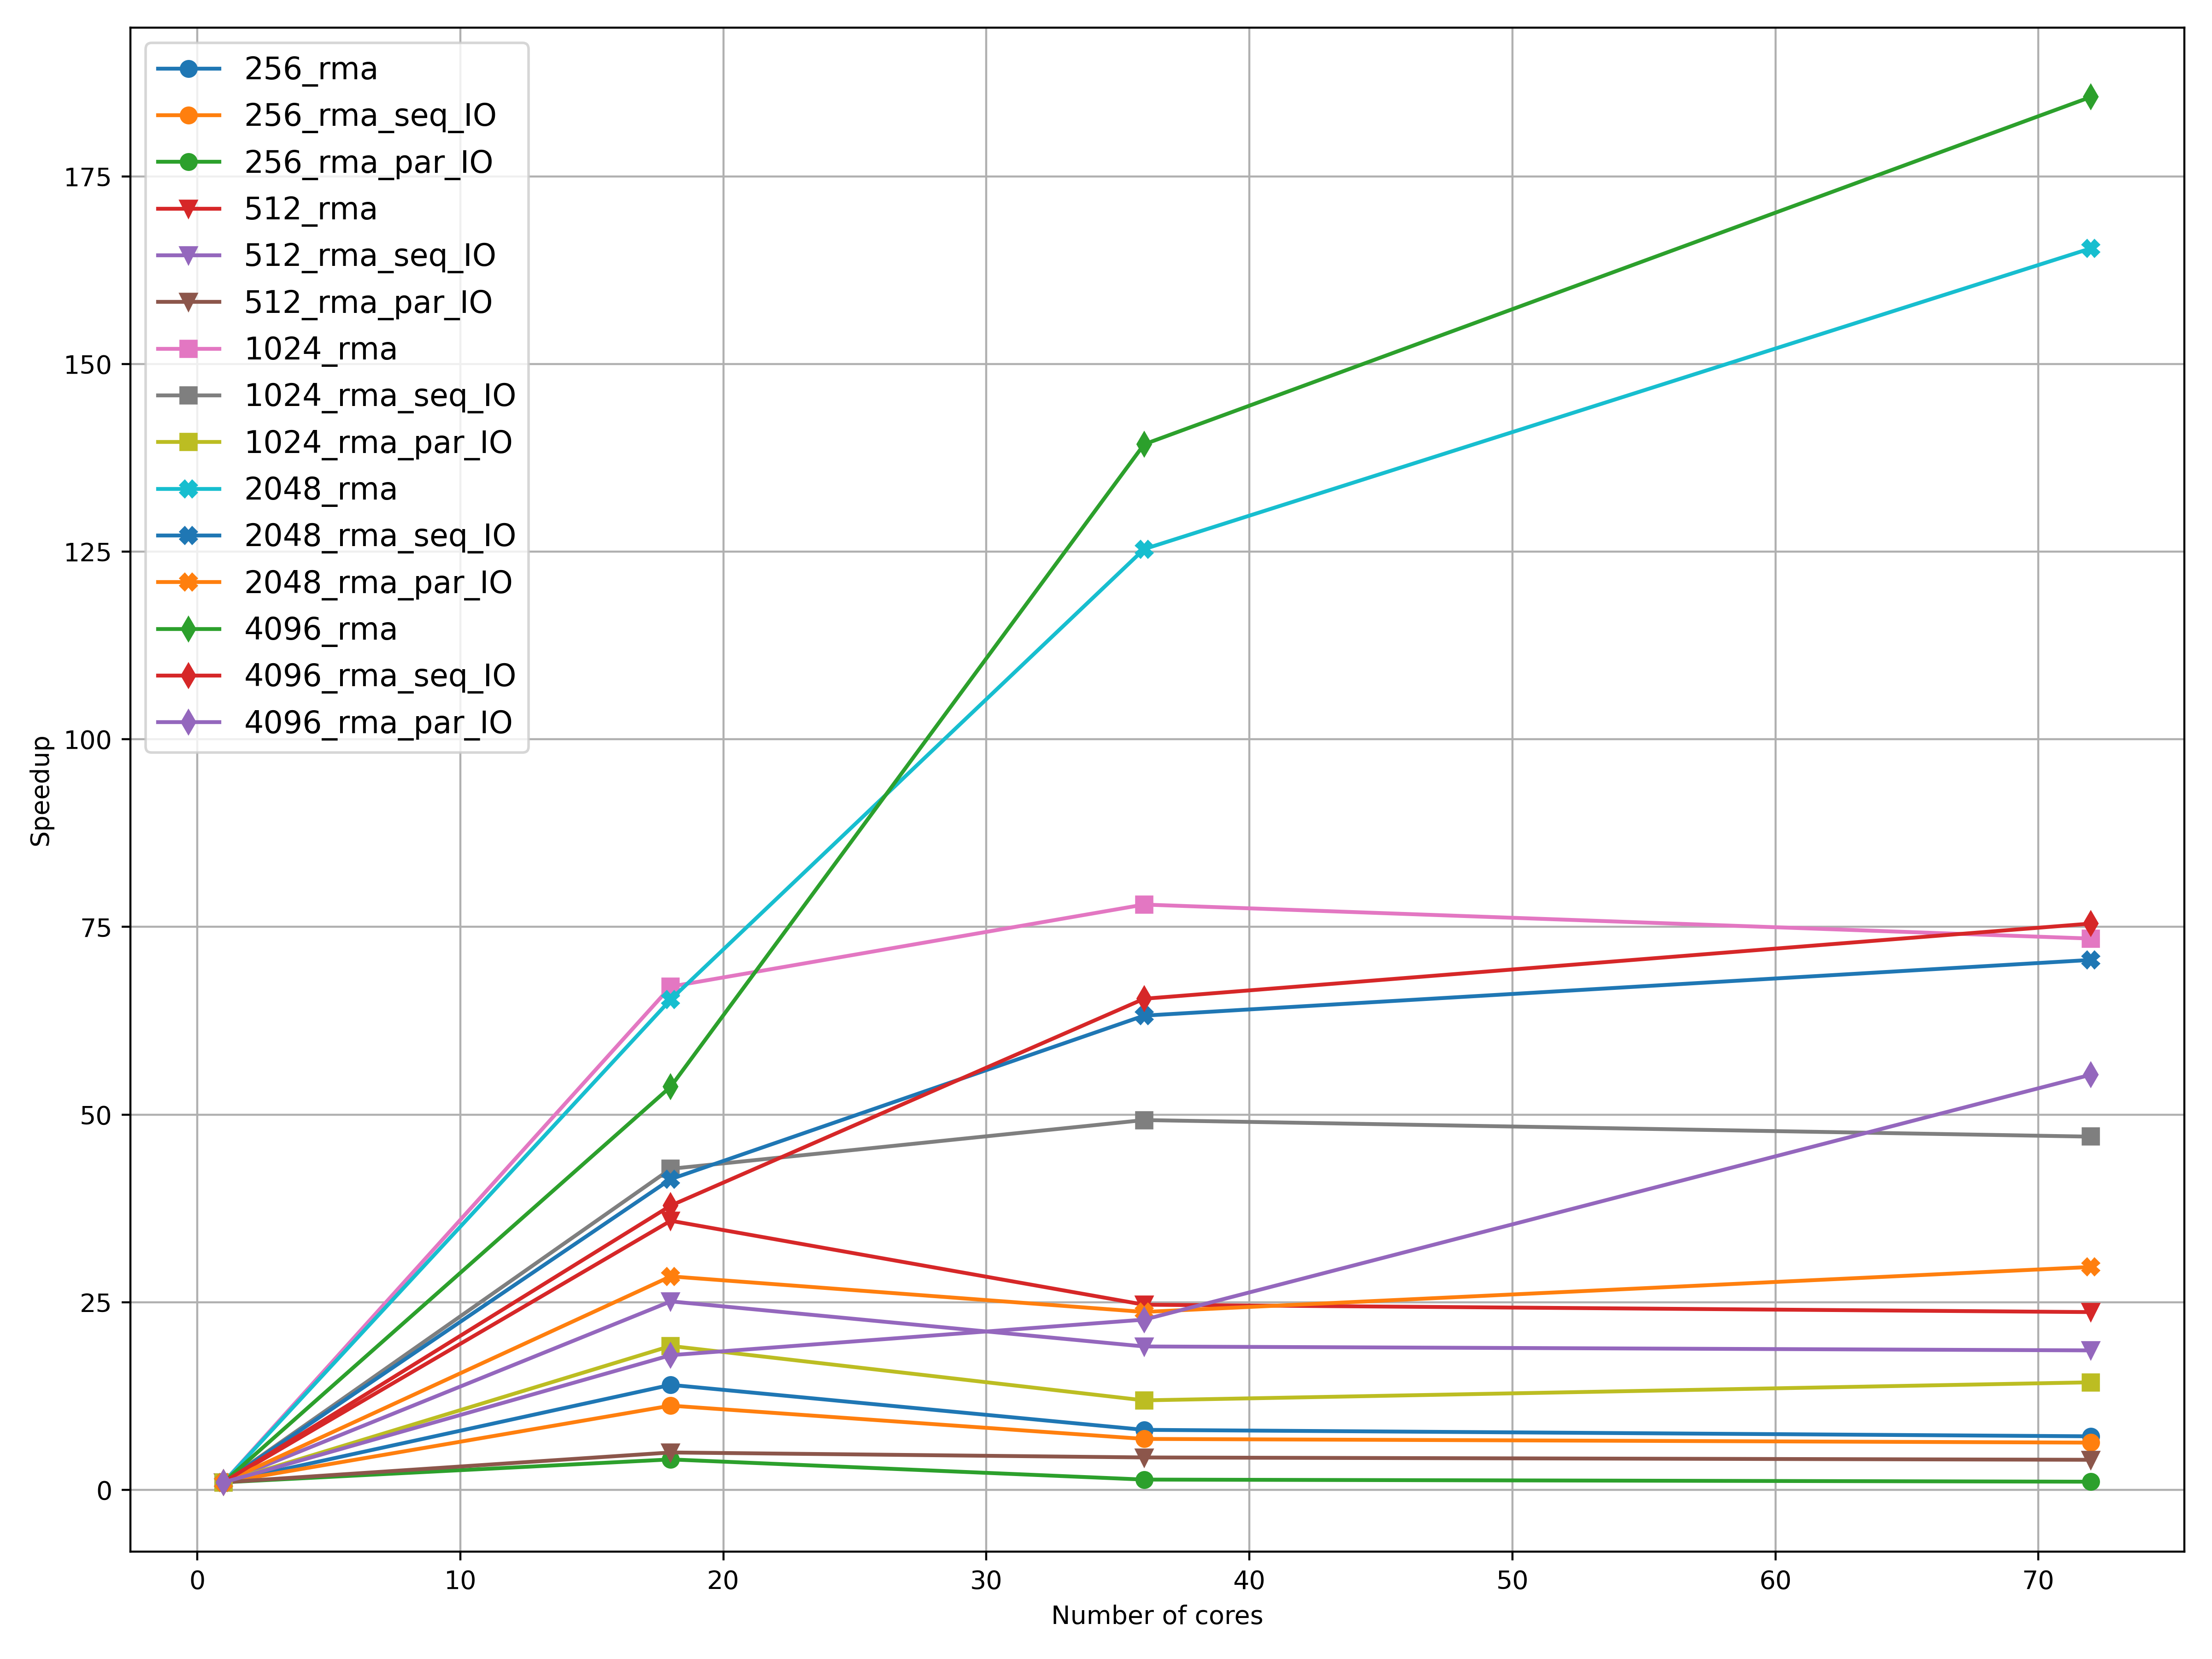 256_rma
256_rma_seq_IO
256_rma_par_IO
512_rma
512_rma_seq_IO
512_rma_par_IO
1024_rma
1024_rma_seq_IO
1024_rma_par_IO
2048_rma
2048_rma_seq_IO
2048_rma_par_IO
4096_rma
4096_rma_seq_IO
4096_rma_par_IO
175
150
125
100
75
50
25
0
Speedup
0 10 20 30 40 50 60 70
Number of cores